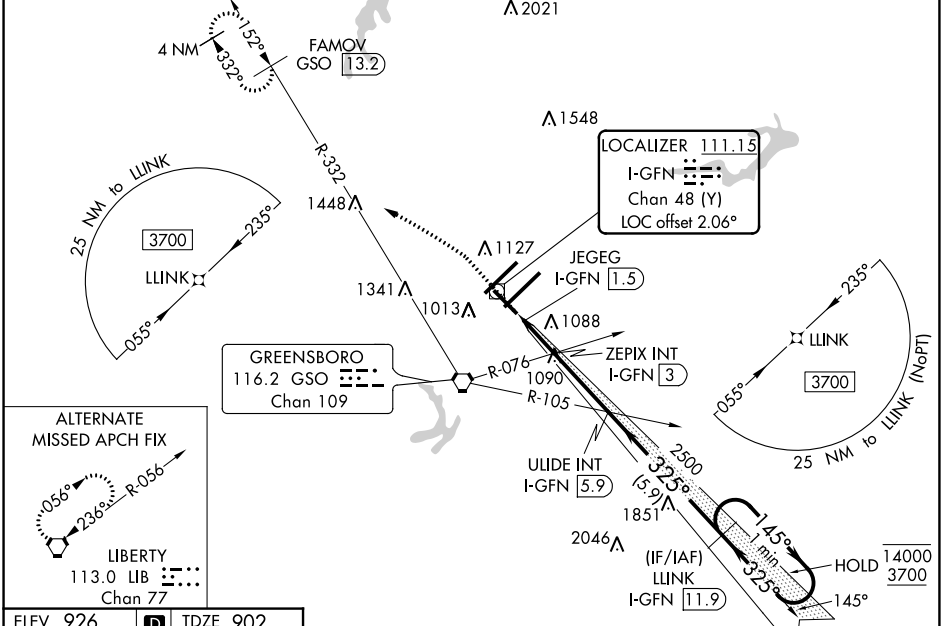 2021
4 NM
152°
332°
FAMOV
GSO 13.2
1548
LOCALIZER 111.15
I-GFN
Chan 48 (Y)
LOC offset 2.06°
R-332
25 NM to LLINK
235°
3700
LLINK
055°
1448
1127
JEGEG
I-GFN 1.5
1341
1013
1088
235°
LLINK
3700
055°
25 NM to LLINK (NoPT)
GREENSBORO
116.2 GSO
Chan 109
R-076
ZEPIX INT
I-GFN 3
1090
R-105
ALTERNATE
MISSED APCH FIX
056°
R-056
236°
LIBERTY
113.0 LIB
Chan 77
2500
325°
(5.9)
ULIDE INT
I-GFN 5.9
1851
2046
145°
1 min
325°
HOLD
14000
3700
145°
(IF/IAF)
LLINK
I-GFN 11.9
ELEV 926
D
TDZE 902